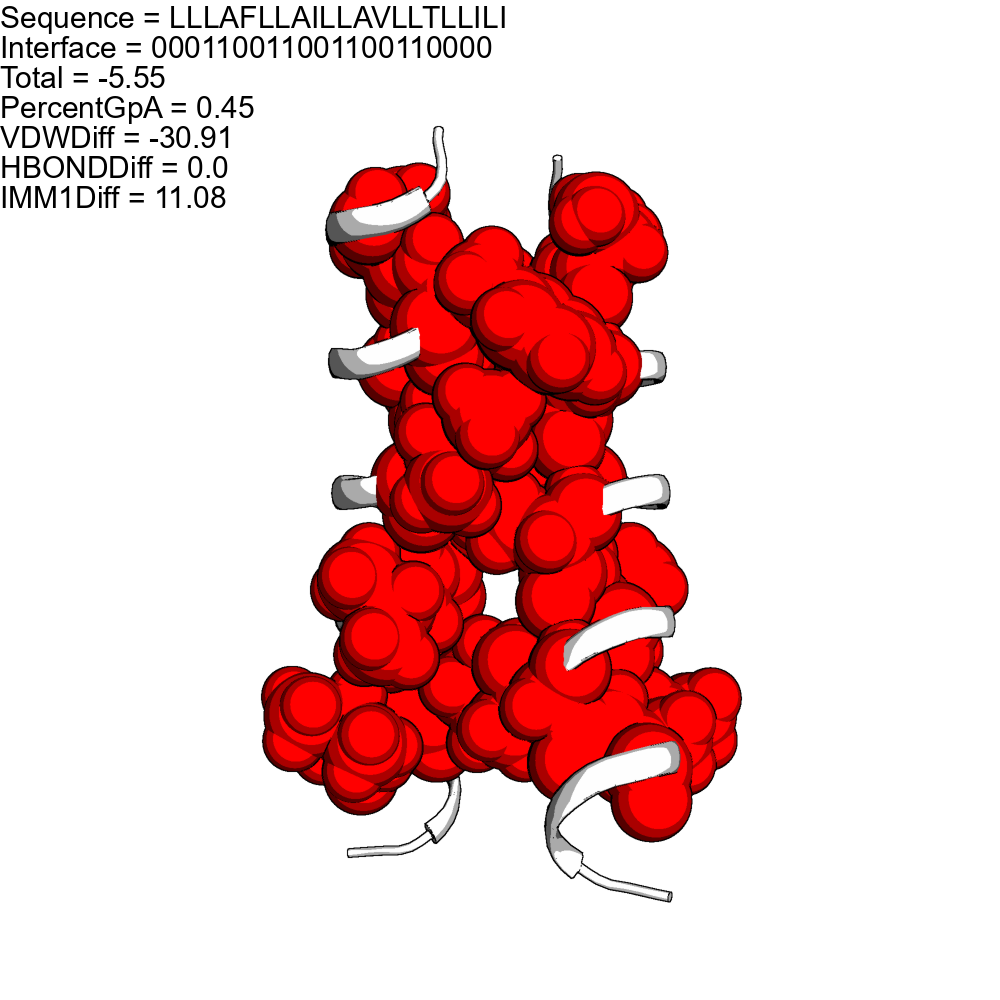 Sequence = LLLAFLLAILLAVLLTLLILI
Interface = 000110011001100110000
Total = -5.55
PercentGpA = 0.45
VDWDiff = -30.91
HBONDDiff = 0.0
IMM1Diff = 11.08